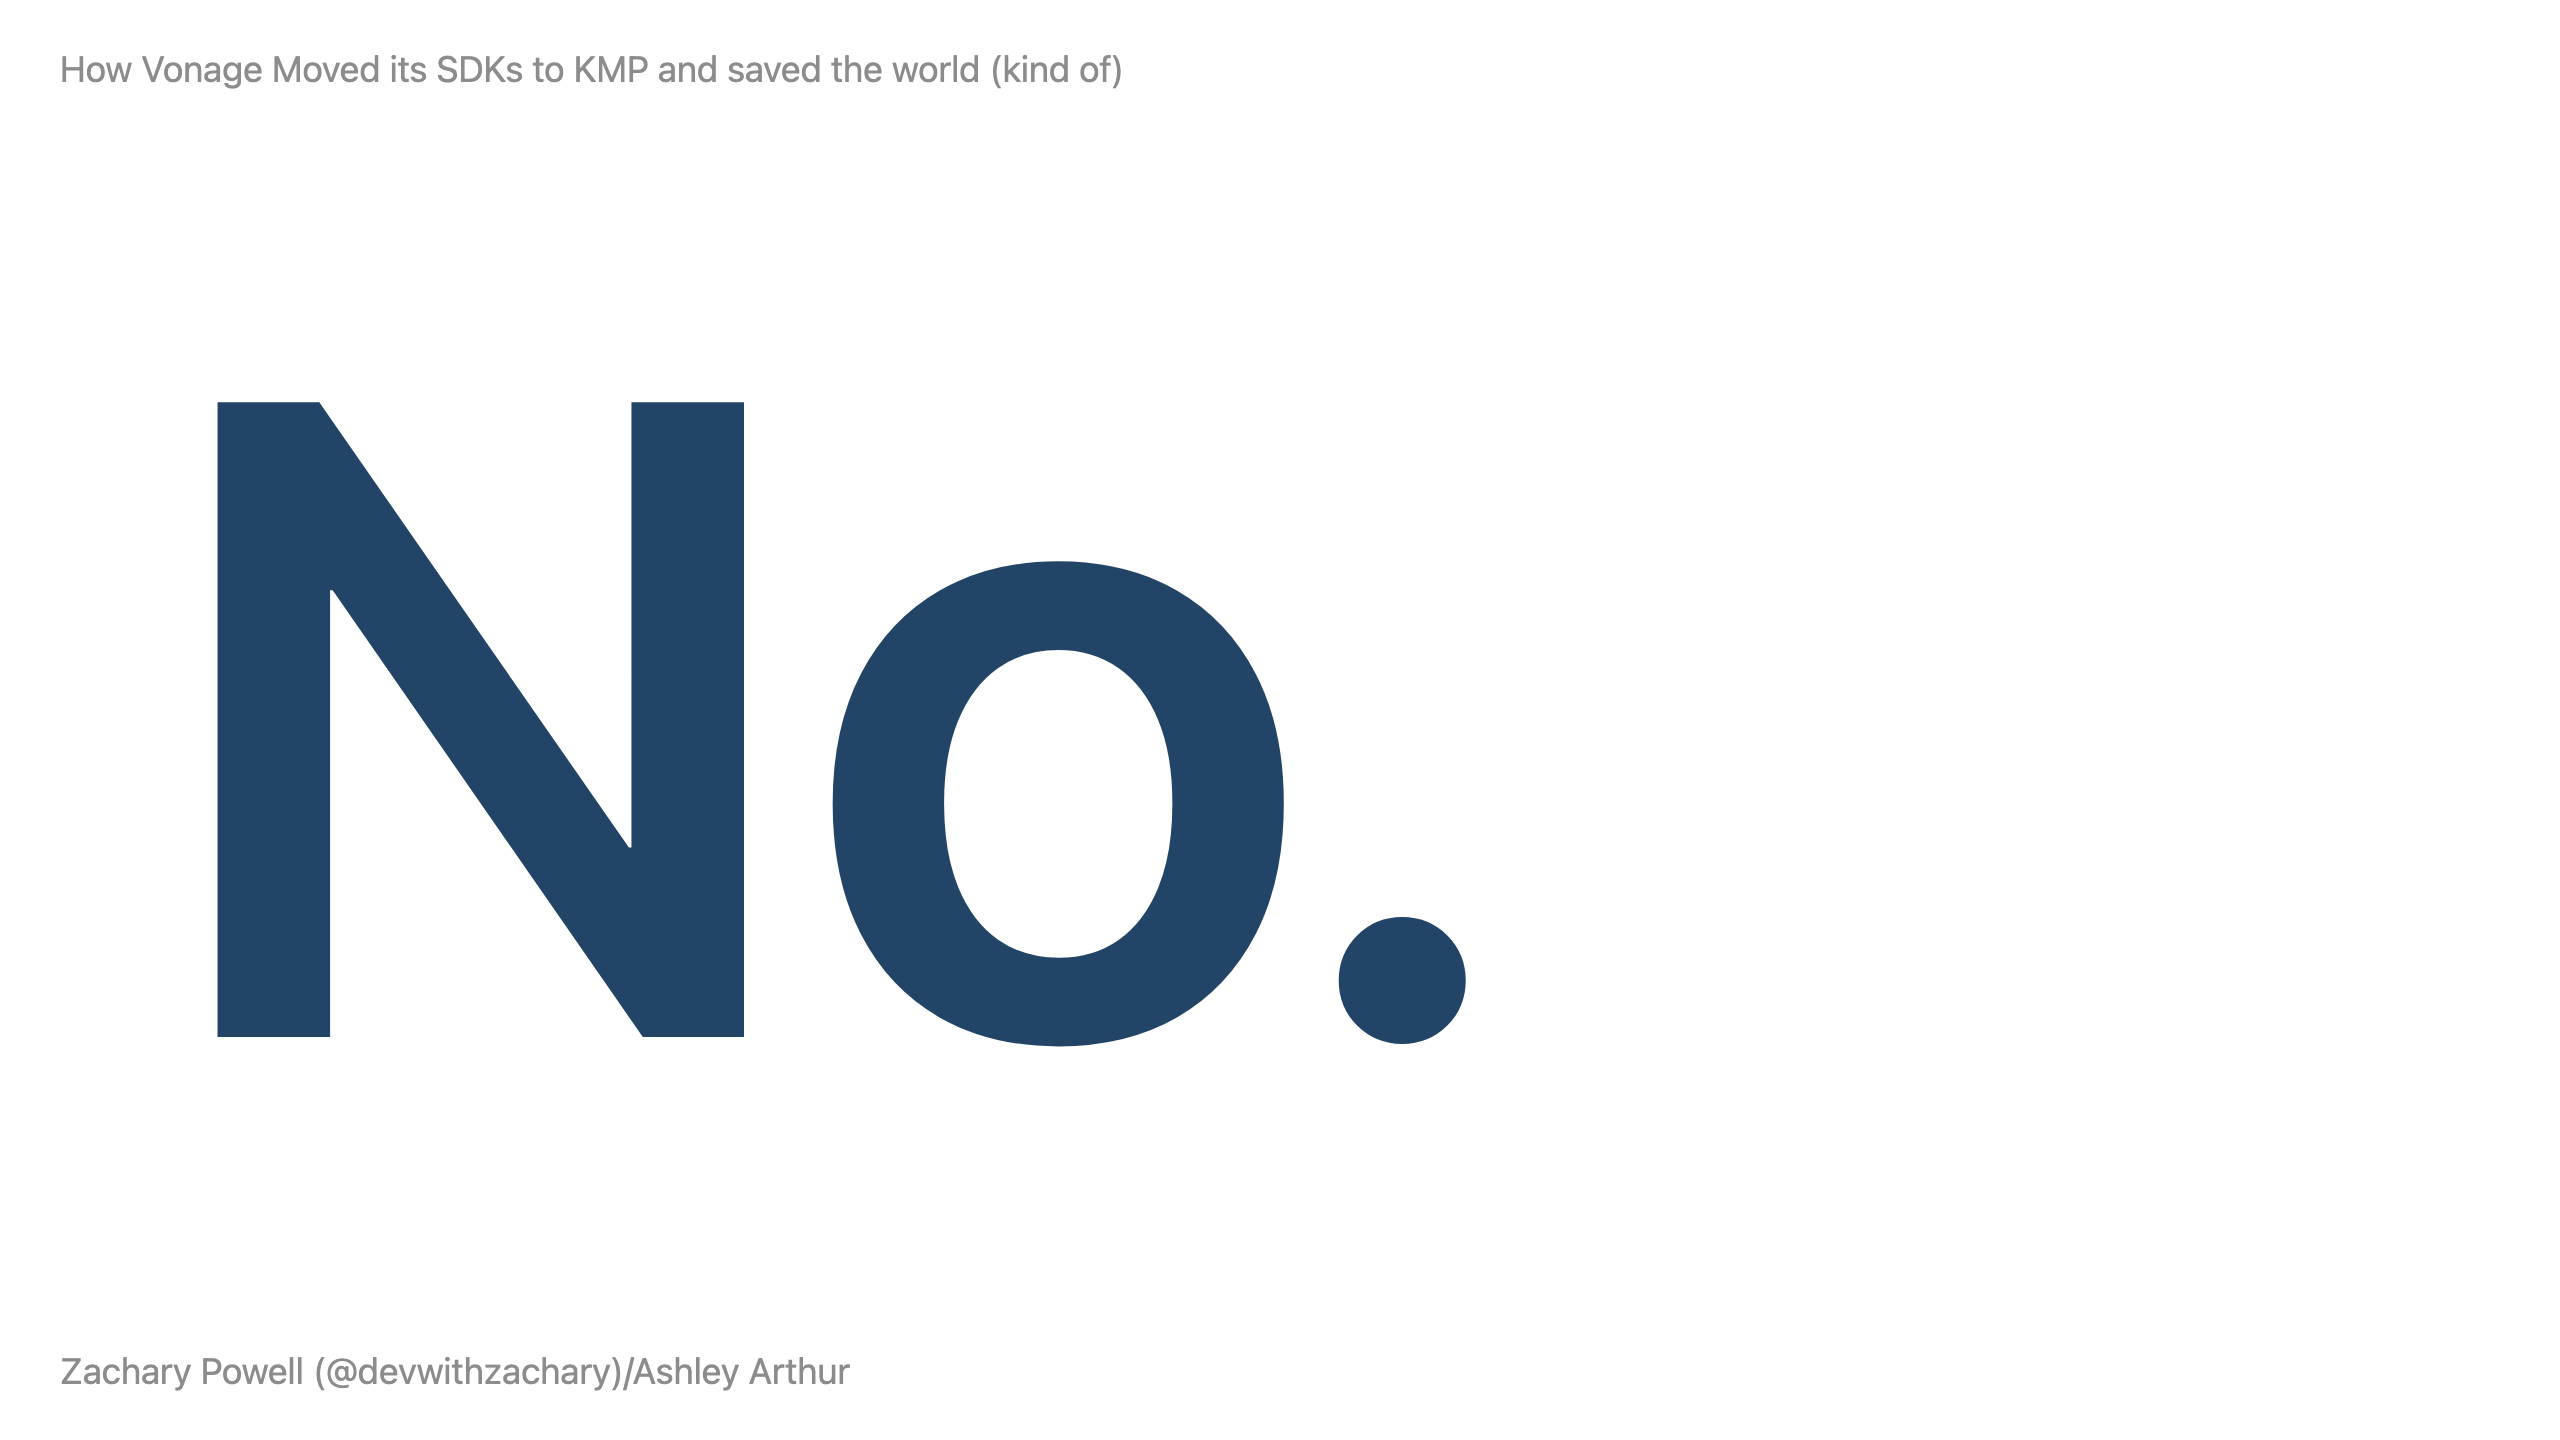 How Vonage Moved its SDKs to KMP and saved the world (kind of)
No.
Zachary Powell (@devwithzachary)/Ashley Arthur